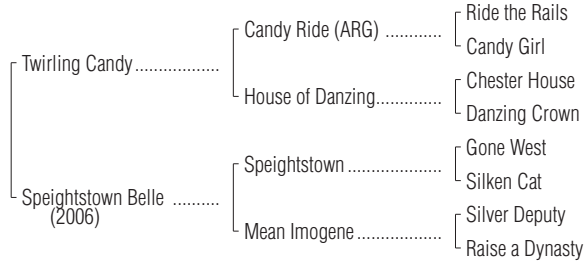 Ride the Rails
Candy Ride (ARG) ............
Candy Girl
Twirling Candy..................
Chester House
House of Danzing..............
Danzing Crown
Gone West
Speightstown ....................
Silken Cat
Speightstown Belle ..........
(2006)
Silver Deputy
Mean Imogene..................
Raise a Dynasty